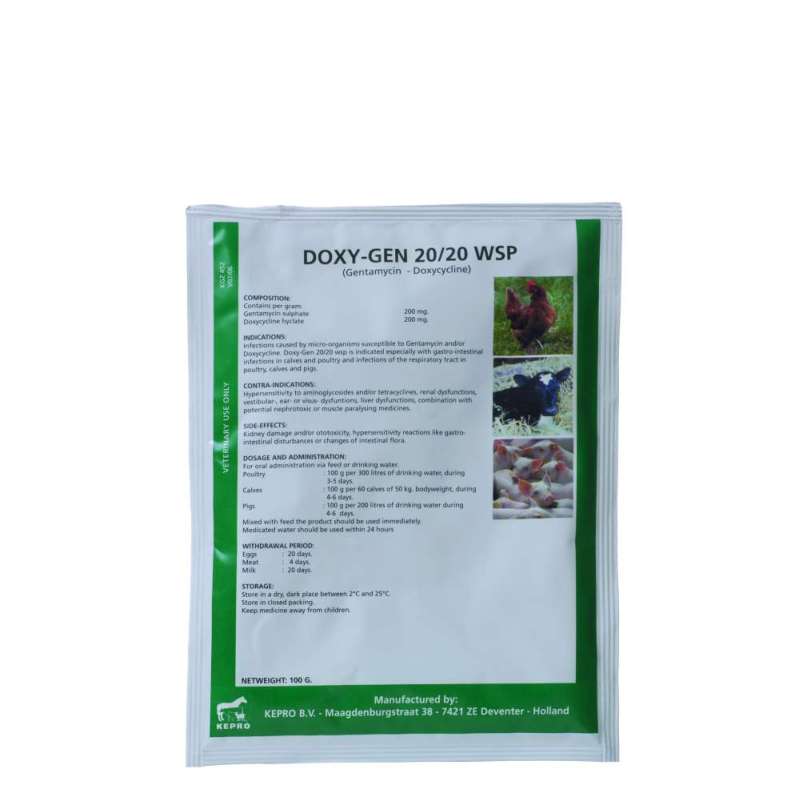 DOXY-GEN 20/20 WSP
(Gentamycin - Doxycycline)
KGZ 452
V02/06
VETERINARY USE ONLY
COMPOSITION:
Contains per gram:
Gentamycin sulphate 200 mg.
Doxycycline hyclate 200 mg.
INDICATIONS:
Infections caused by micro-organisms susceptible to Gentamycin and/or
Doxycycline. Doxy-Gen 20/20 wsp is indicated especially with gastro-intestinal
infections in calves and poultry and infections of the respiratory tract in
poultry, calves and pigs.
CONTRA-INDICATIONS:
Hypersensitivity to aminoglycosides and/or tetracyclines, renal dysfunctions,
vestibular-, ear- or visus- dysfuntions, liver dysfunctions, combination with
potential nephrotoxic or muscle paralysing medicines.
SIDE-EFFECTS:
Kidney damage and/or ototoxicity, hypersensitivity reactions like gastro-
intestinal disturbances or changes of intestinal flora.
DOSAGE AND ADMINISTRATION:
For oral administration via feed or drinking water.
Poultry : 100 g per 300 litres of drinking water, during
3-5 days.
Calves : 100 g per 60 calves of 50 kg. bodyweight, during
4-6 days.
Pigs : 100 g per 200 litres of drinking water during
4-6 days.
Mixed with feed the product should be used immediately.
Medicated water should be used within 24 hours
WITHDRAWAL PERIOD:
Eggs : 20 days.
Meat : 4 days.
Milk : 20 days.
STORAGE:
Store in a dry, dark place between 2°C and 25°C.
Store in closed packing.
Keep medicine away from children.
NETWEIGHT: 100 G.
KEPRO
Manufactured by:
KEPRO B.V. - Maagdenburgstraat 38 - 7421 ZE Deventer - Holland